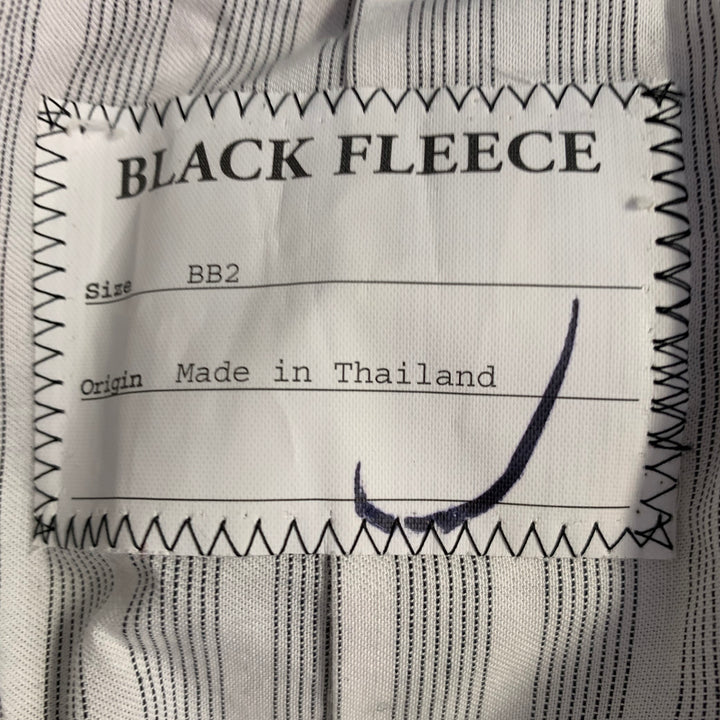 BLACK FLEECE
Size BB2
Origin Made in Thailand